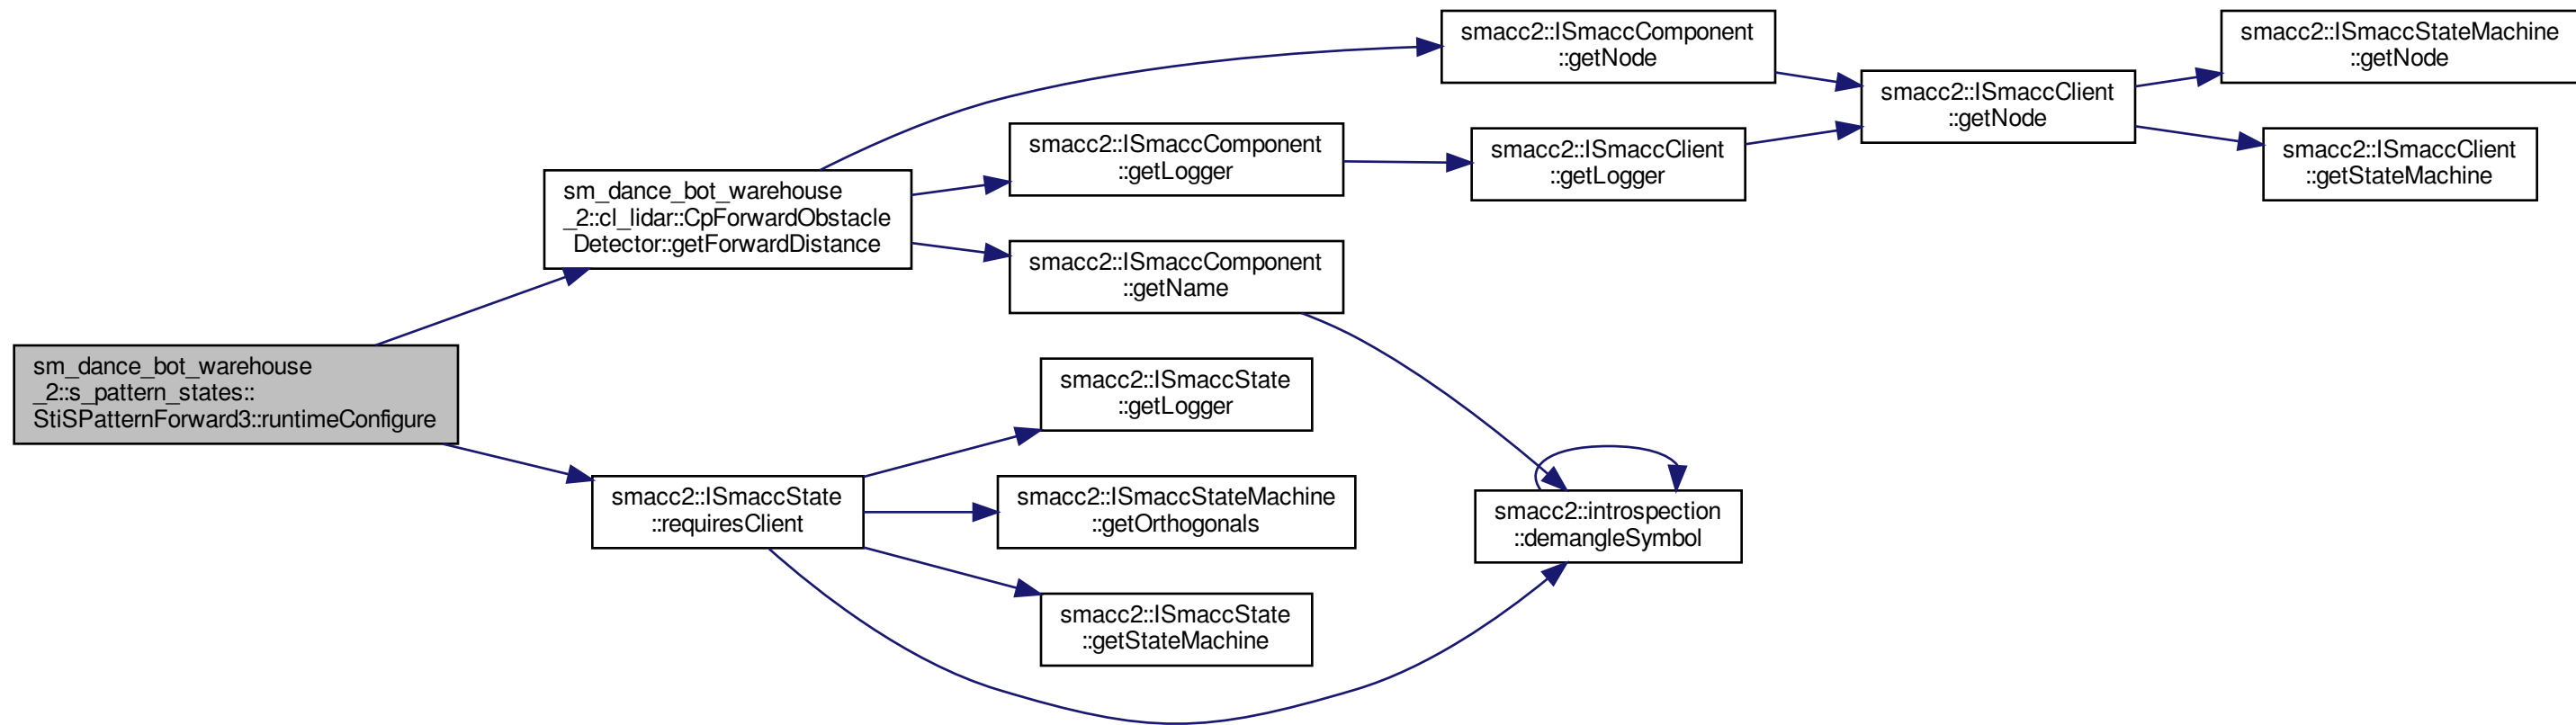 sm_dance_bot_warehouse
_2::s_pattern_states::
StiSPatternForward3::runtimeConfigure
sm_dance_bot_warehouse
_2::cl_lidar::CpForwardObstacle
Detector::getForwardDistance
smacc2::ISmaccState
::requiresClient
smacc2::ISmaccComponent
::getLogger
smacc2::ISmaccComponent
::getName
smacc2::ISmaccState
::getLogger
smacc2::ISmaccStateMachine
::getOrthogonals
smacc2::ISmaccState
::getStateMachine
smacc2::ISmaccComponent
::getNode
smacc2::ISmaccClient
::getLogger
smacc2::introspection
::demangleSymbol
smacc2::ISmaccClient
::getNode
smacc2::ISmaccStateMachine
::getNode
smacc2::ISmaccClient
::getStateMachine